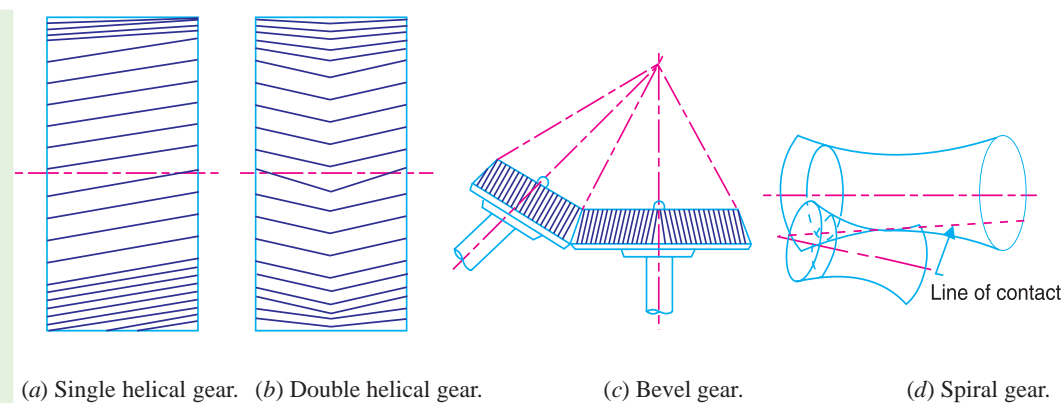 Line of contact
(a) Single helical gear. (b) Double helical gear. (c) Bevel gear. (d) Spiral gear.